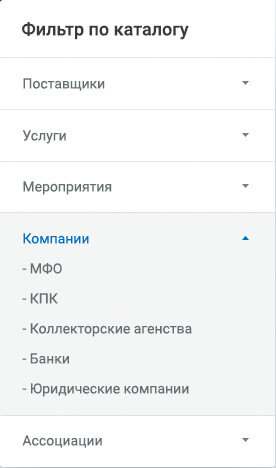 Фильтр по каталогу
Поставщики
Услуги
Мероприятия
Компании
- МФО
- КПК
- Коллекторские агенства
- Банки
- Юридические компании
Ассоциации